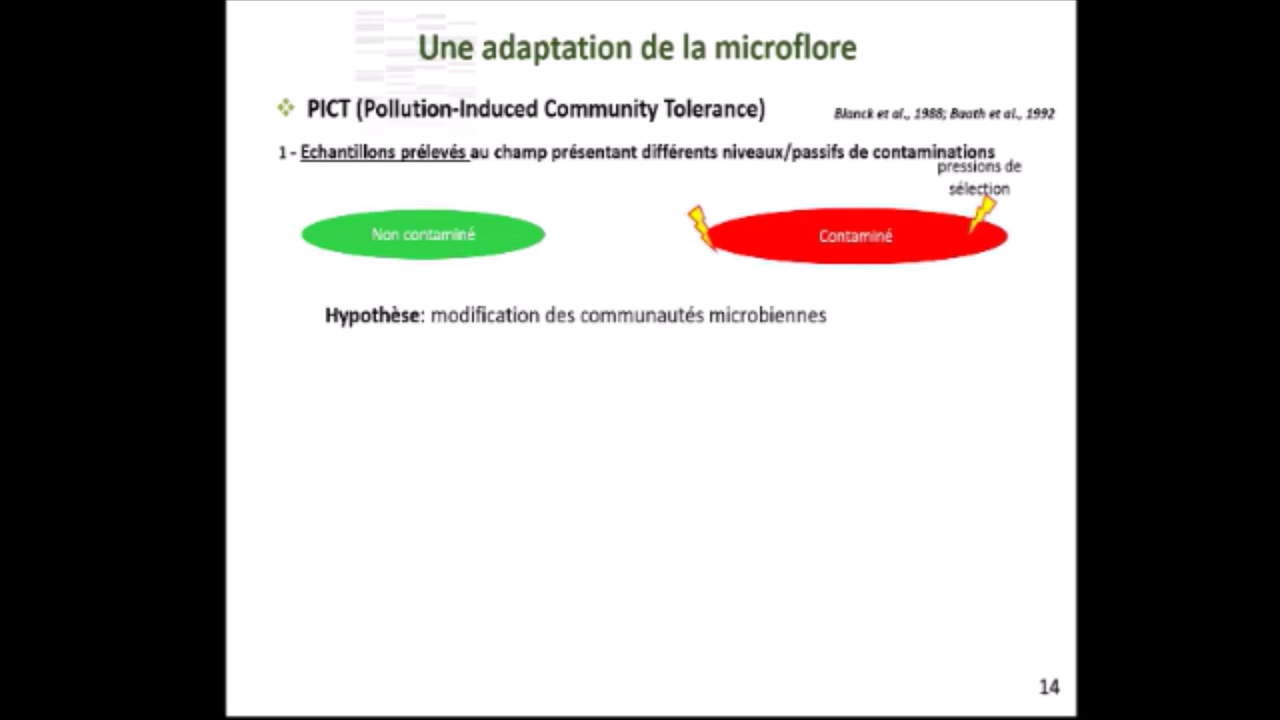 Une adaptation de la microflore
PICT (Pollution-Induced Community Tolerance)
Blanck et al., 1988; Baath et al., 1992
1 - Echantillons prélevés au champ présentant différents niveaux/passifs de contaminations
pressions de
sélection
Non contaminé
Contaminé
Hypothèse: modification des communautés microbiennes
14